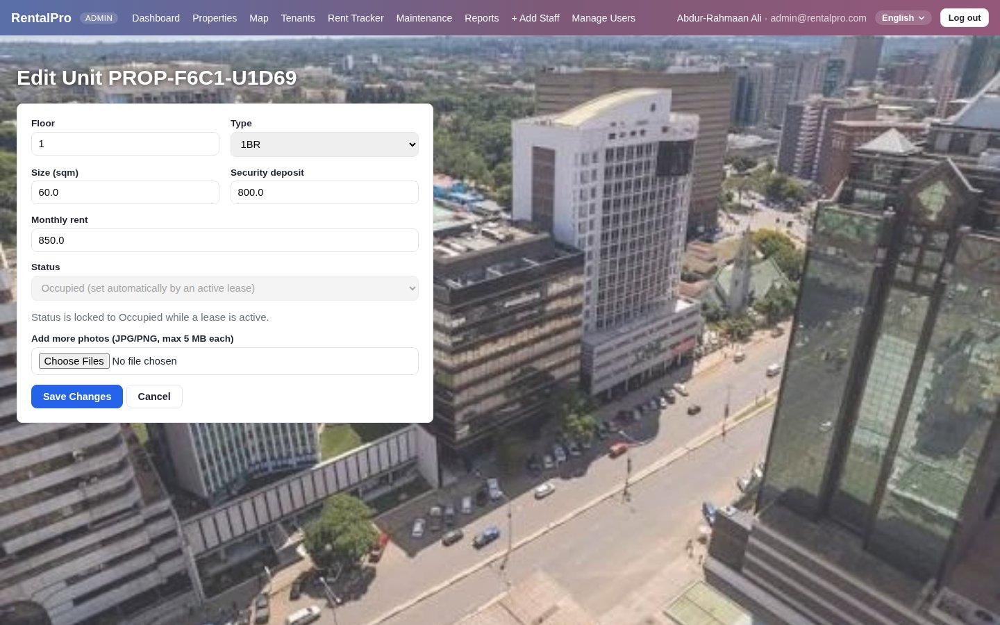 RentalPro ADMIN Dashboard Properties Map Tenants Rent Tracker Maintenance Reports + Add Staff Manage Users Abdur-Rahmaan Ali · admin@rentalpro.com English Log out
Edit Unit PROP-F6C1-U1D69
Floor Type
1 1BR
Size (sqm) Security deposit
60.0 800.0
Monthly rent
850.0
Status
Occupied (set automatically by an active lease)
Status is locked to Occupied while a lease is active.
Add more photos (JPG/PNG, max 5 MB each)
Choose Files No file chosen
Save Changes Cancel